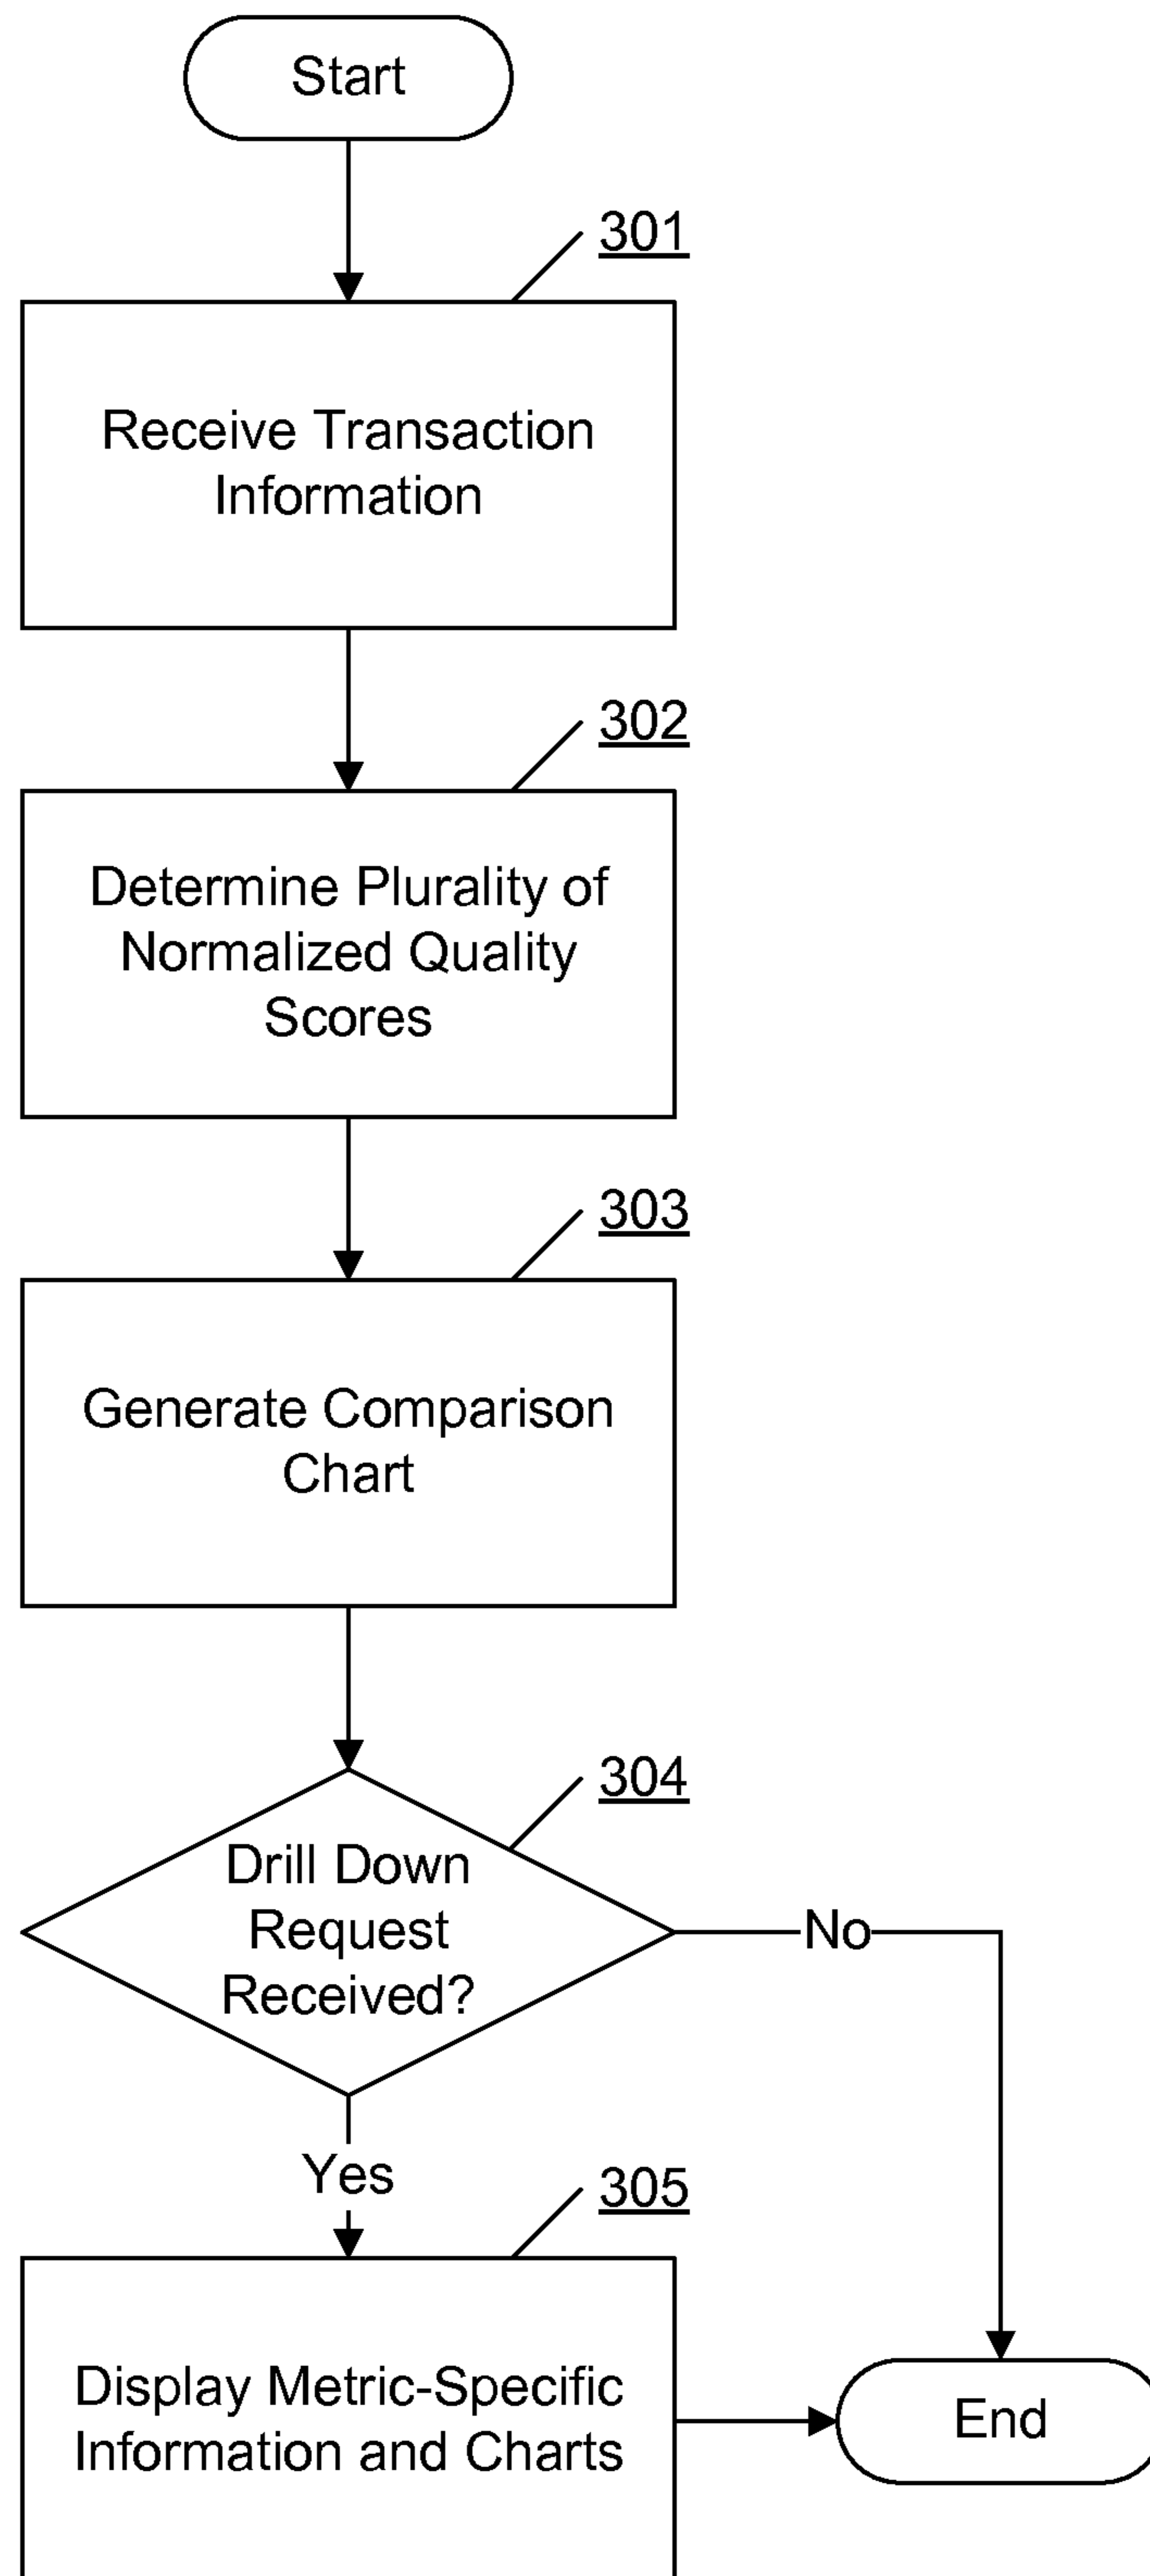 Start
301
Receive Transaction
Information
302
Determine Plurality of
Normalized Quality
Scores
303
Generate Comparison
Chart
304
Drill Down
Request
Received?
No
Yes
305
Display Metric-Specific
Information and Charts
End